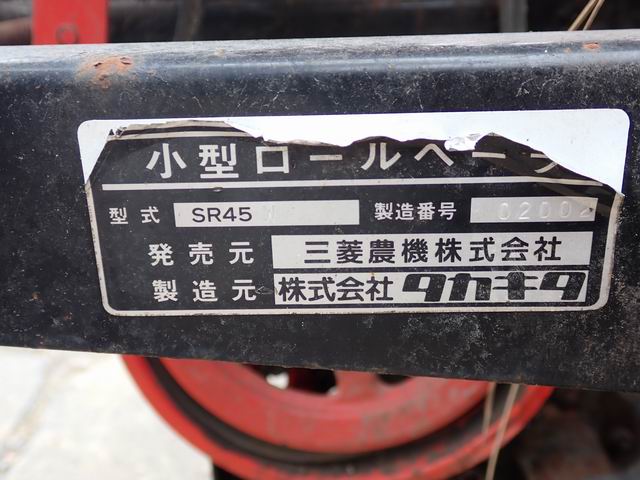 小型ロールベーラ
型式 SR45 製造番号 02002
発売元 三菱農機株式会社
製造元 株式会社タカキタ